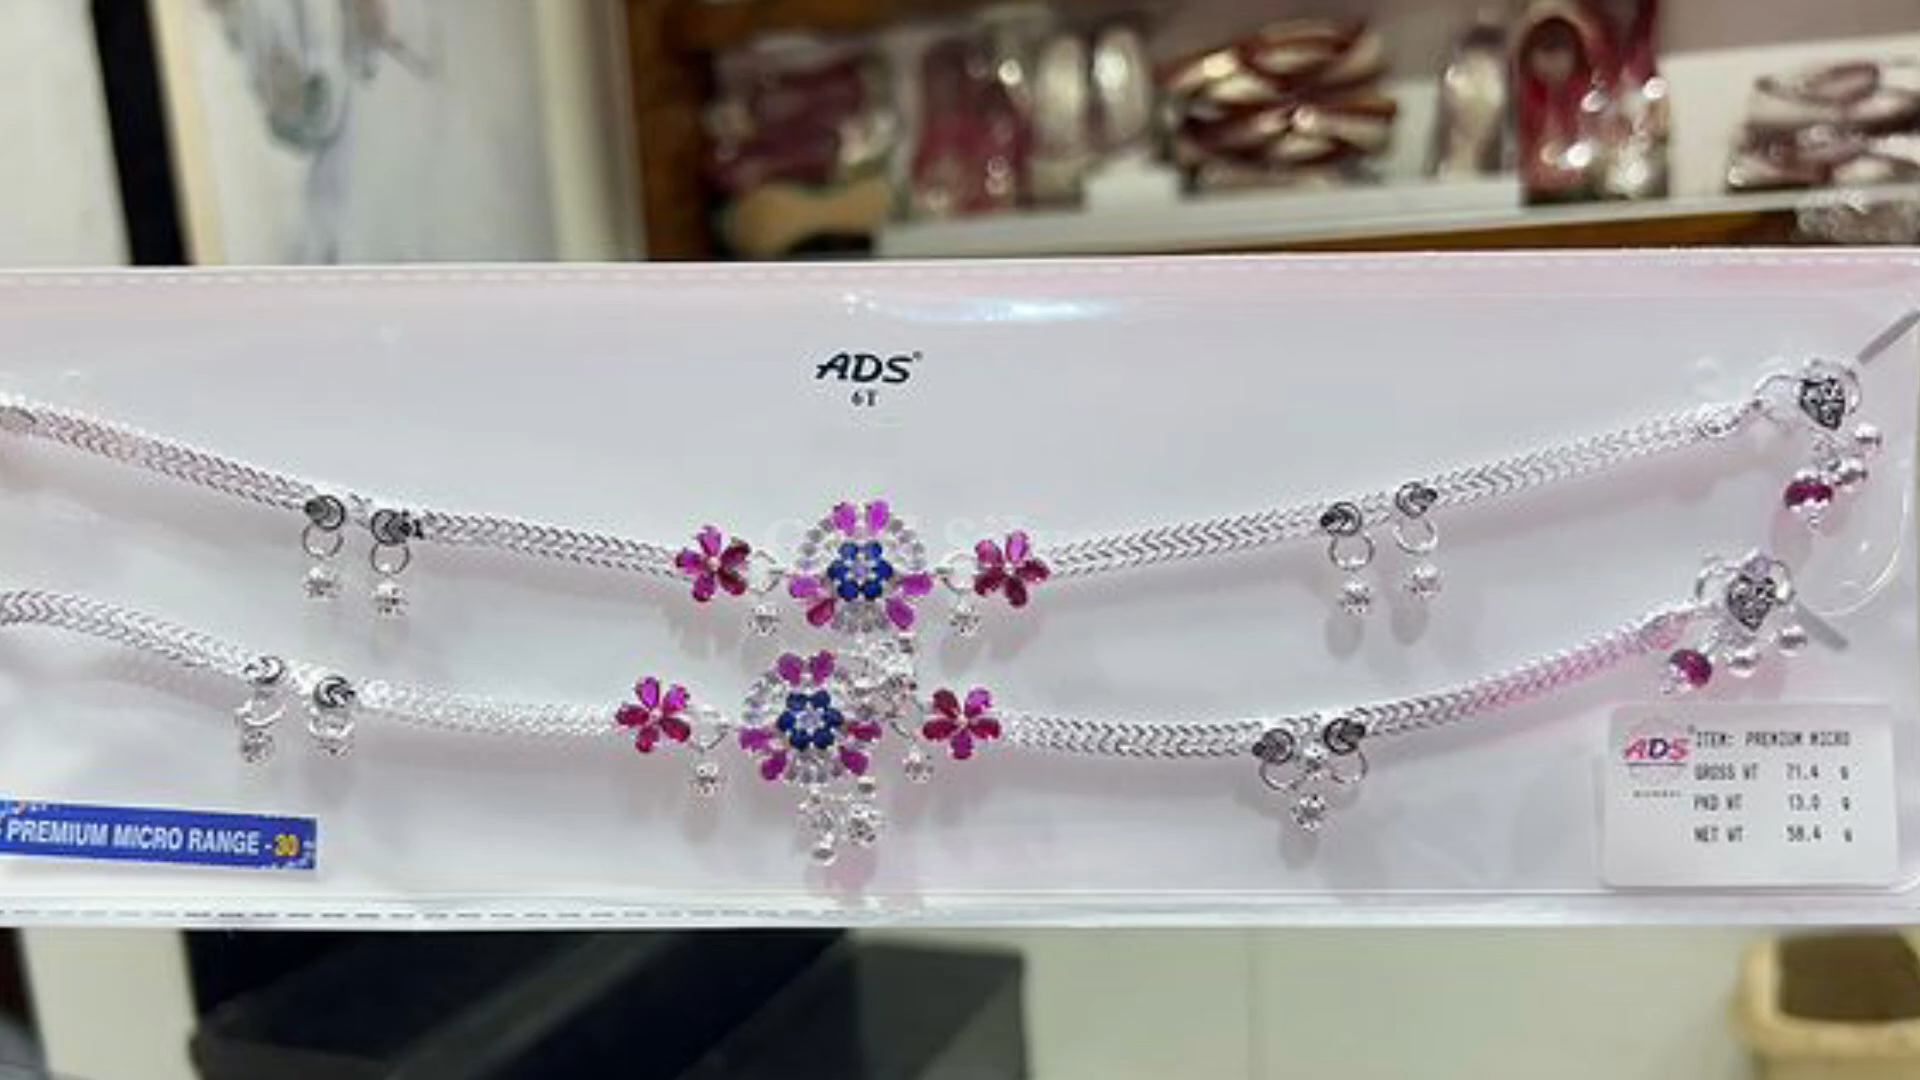 ADS®
6T
PREMIUM MICRO RANGE - 30
ADS®
ITEM: PREMIUM MICRO
GROSS WT 71.4 g
PKD WT 13.0 g
NET WT 58.4 g